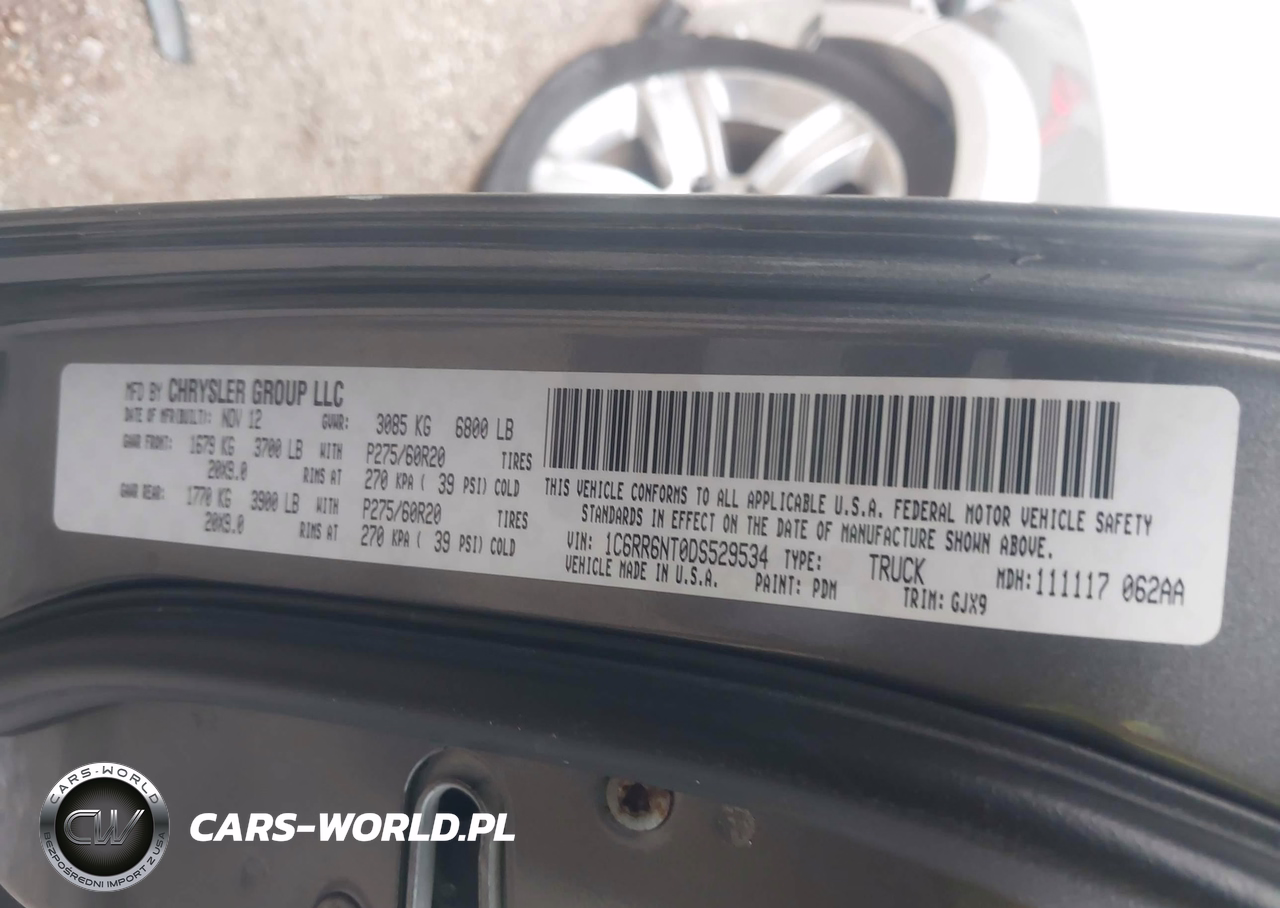 MFD BY CHRYSLER GROUP LLC
DATE OF MFR(BUILT): NOV 12 GVWR: 3085 KG 6800 LB
GAWR FRONT: 1679 KG 3700 LB WITH P275/60R20 TIRES
20X9.0 RIMS AT 270 KPA ( 39 PSI) COLD
GAWR REAR: 1770 KG 3900 LB WITH P275/60R20 TIRES
20X9.0 RIMS AT 270 KPA ( 39 PSI) COLD
THIS VEHICLE CONFORMS TO ALL APPLICABLE U.S.A. FEDERAL MOTOR VEHICLE SAFETY
STANDARDS IN EFFECT ON THE DATE OF MANUFACTURE SHOWN ABOVE.
VIN: 1C6RR6NT0DS529534 TYPE: TRUCK MDH:111117 062AA
VEHICLE MADE IN U.S.A. PAINT: PDM TRIM: GJX9
CARS-WORLD
CW
BEZPOŚREDNI IMPORT Z USA
CARS-WORLD.PL